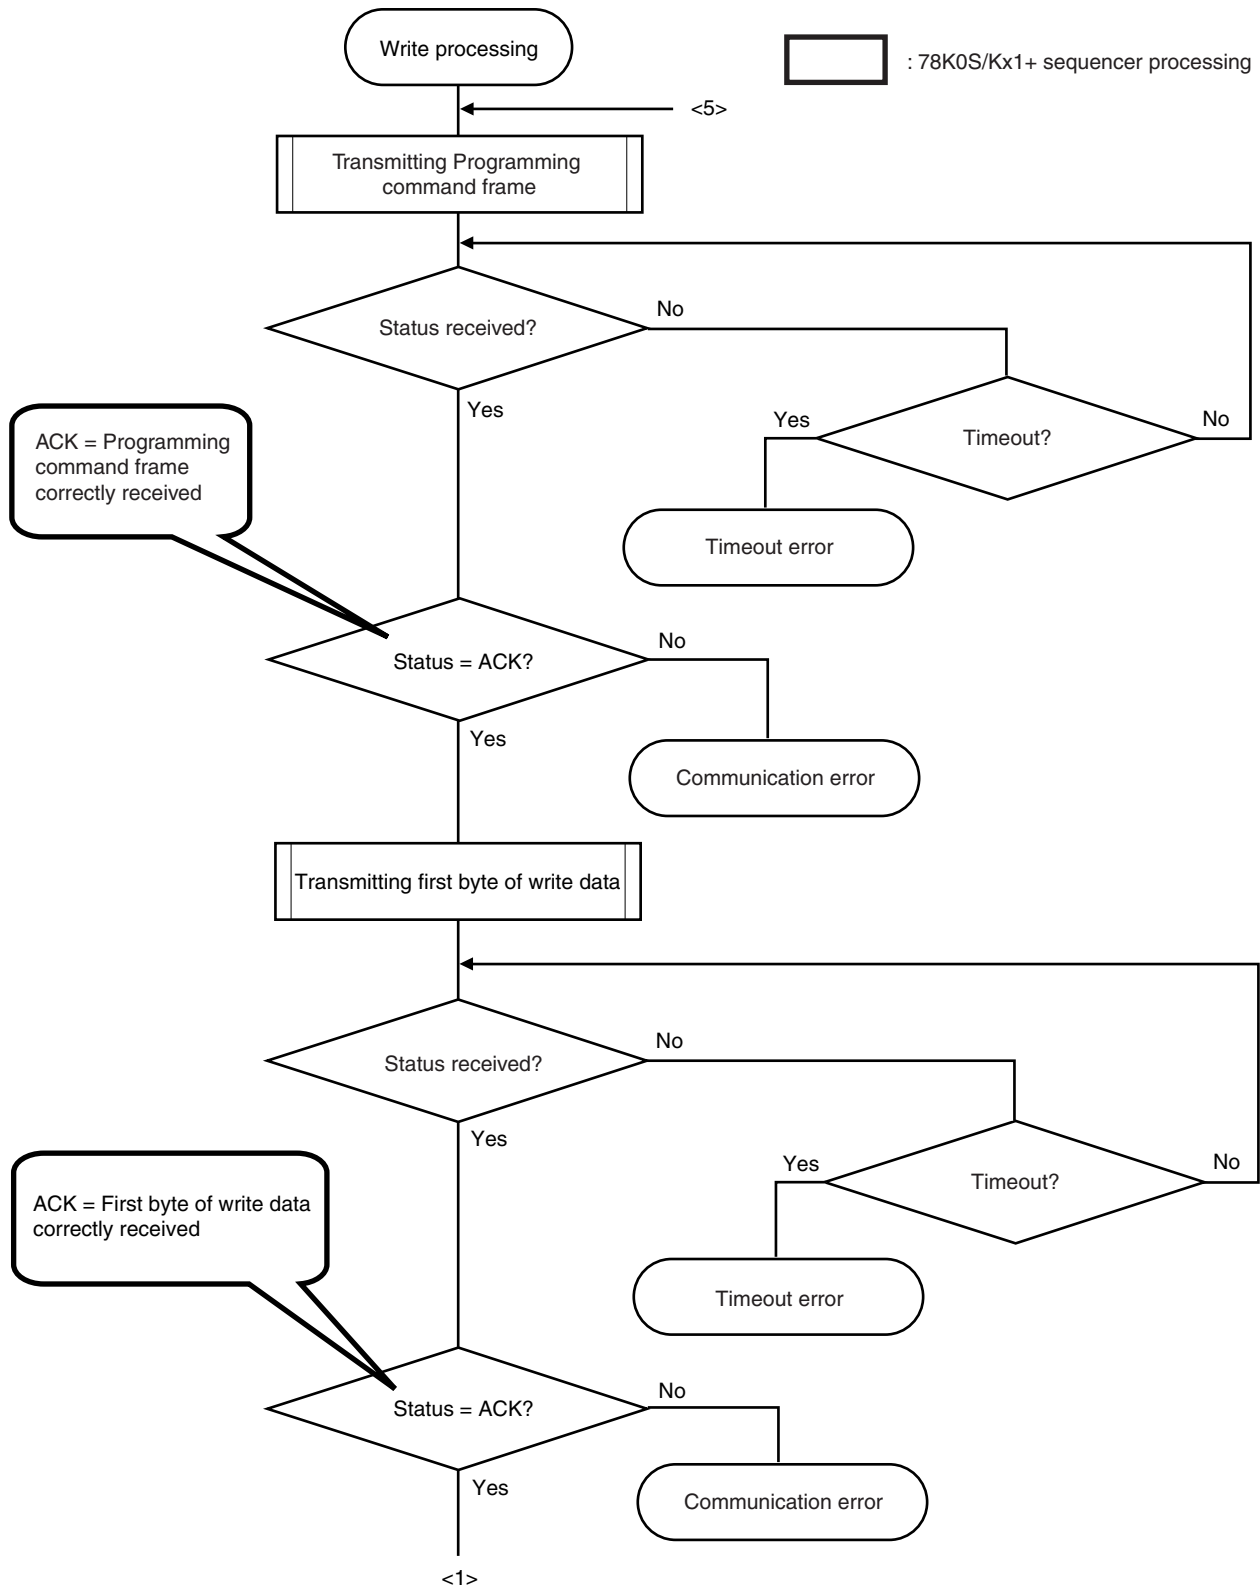 Write processing
: 78K0S/Kx1+ sequencer processing
<5>
Transmitting Programming
command frame
Status received?
No
Yes
Timeout?
Yes
No
Timeout error
ACK = Programming
command frame
correctly received
Status = ACK?
No
Yes
Communication error
Transmitting first byte of write data
Status received?
No
Yes
Timeout?
Yes
No
Timeout error
ACK = First byte of write data
correctly received
Status = ACK?
No
Yes
Communication error
<1>